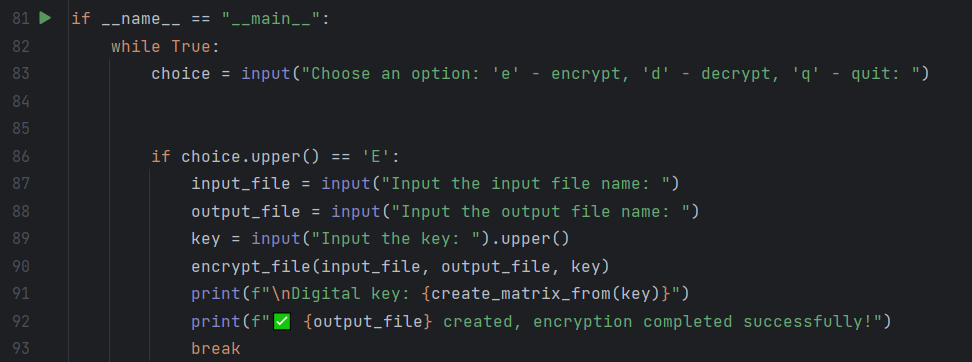 81 if __name__ == "__main__":
82     while True:
83         choice = input("Choose an option: 'e' - encrypt, 'd' - decrypt, 'q' - quit: ")
84
85
86         if choice.upper() == 'E':
87             input_file = input("Input the input file name: ")
88             output_file = input("Input the output file name: ")
89             key = input("Input the key: ").upper()
90             encrypt_file(input_file, output_file, key)
91             print(f"\nDigital key: {create_matrix_from(key)}")
92             print(f"✅ {output_file} created, encryption completed successfully!")
93             break